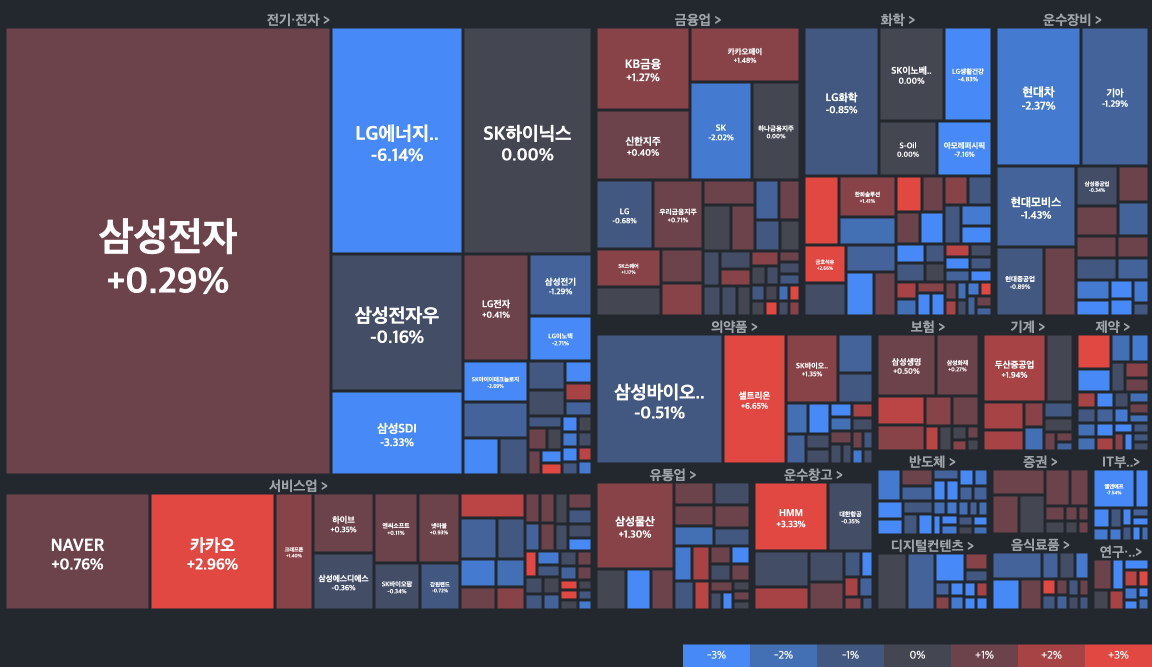 전기·전자 >
삼성전자
+0.29%
LG에너지..
-6.14%
SK하이닉스
0.00%
삼성전자우
-0.16%
LG전자
+0.41%
삼성전기
-1.29%
LG이노텍
-2.71%
SK아이이테크놀로지
-2.69%
삼성SDI
-3.33%
금융업 >
KB금융
+1.27%
카카오페이
+1.48%
신한지주
+0.40%
SK
-2.02%
하나금융지주
0.00%
LG
-0.68%
우리금융지주
+0.71%
SK스퀘어
+1.17%
화학 >
LG화학
-0.85%
SK이노베..
0.00%
LG생활건강
-4.83%
S-Oil
0.00%
아모레퍼시픽
-7.16%
한화솔루션
+1.41%
금호석유
+2.66%
운수장비 >
현대차
-2.37%
기아
-1.29%
현대모비스
-1.43%
삼성중공업
-0.34%
현대중공업
-0.89%
의약품 >
삼성바이오..
-0.51%
셀트리온
+6.65%
SK바이오..
+1.35%
보험 >
삼성생명
+0.50%
삼성화재
+0.27%
기계 >
두산중공업
+1.94%
제약 >
서비스업 >
NAVER
+0.76%
카카오
+2.96%
크래프톤
+1.40%
하이브
+0.35%
엔씨소프트
+0.11%
넷마블
+0.93%
삼성에스디에스
-0.36%
SK바이오팜
-0.34%
강원랜드
-0.72%
유통업 >
삼성물산
+1.30%
운수창고 >
HMM
+3.33%
대한항공
-0.35%
반도체 >
증권 >
IT부..>
엘앤에프
-7.54%
디지털컨텐츠 >
음식료품 >
연구·..>
-3%
-2%
-1%
0%
+1%
+2%
+3%